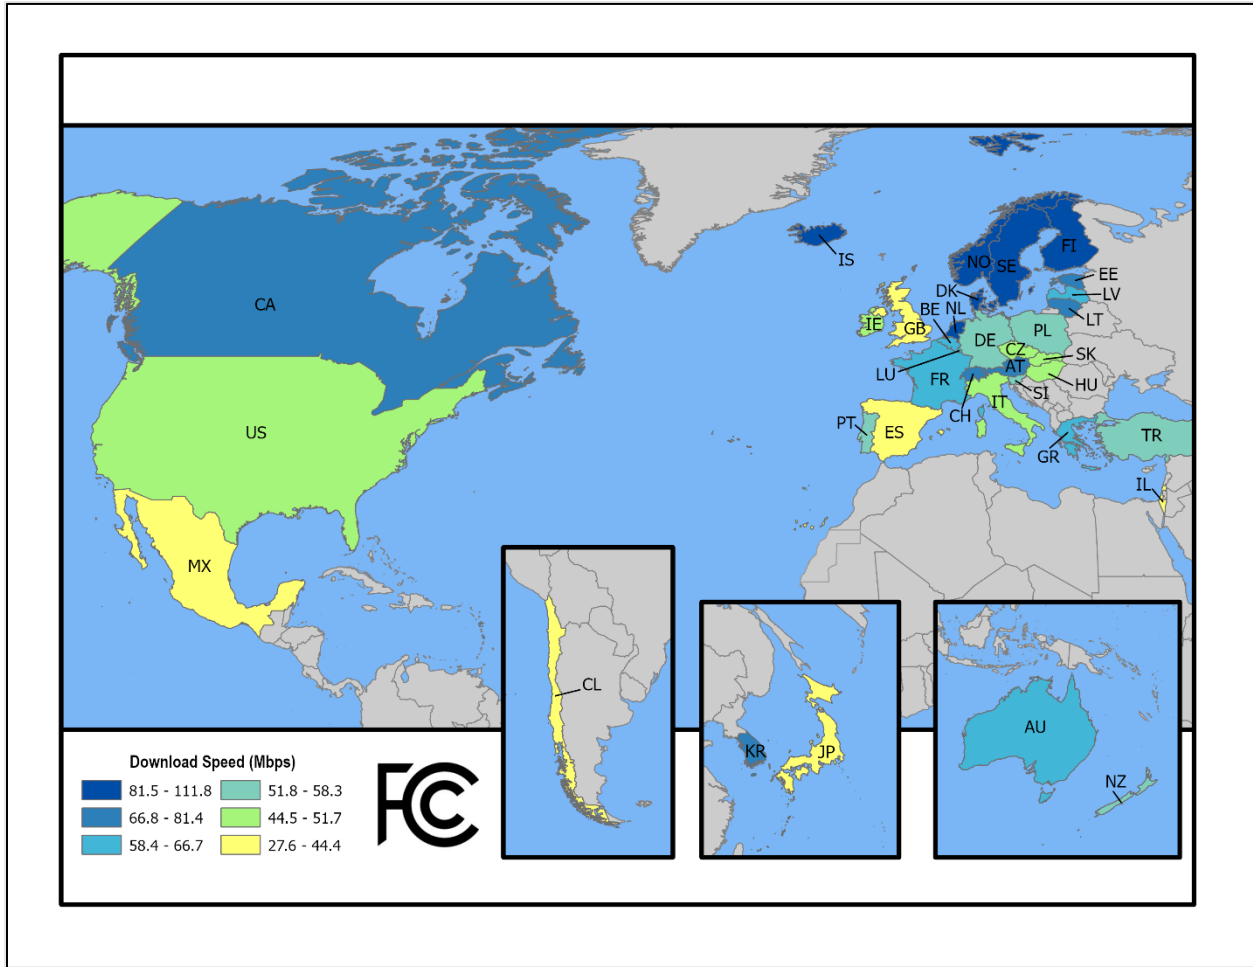 IS
NO
SE
FI
EE
LV
LT
DK
BE
NL
IE
GB
DE
PL
CZ
SK
AT
HU
LU
FR
SI
CH
IT
PT
ES
GR
TR
IL
CA
US
MX
CL
KR
JP
AU
NZ
Download Speed (Mbps)
81.5 - 111.8
51.8 - 58.3
66.8 - 81.4
44.5 - 51.7
58.4 - 66.7
27.6 - 44.4
FCC